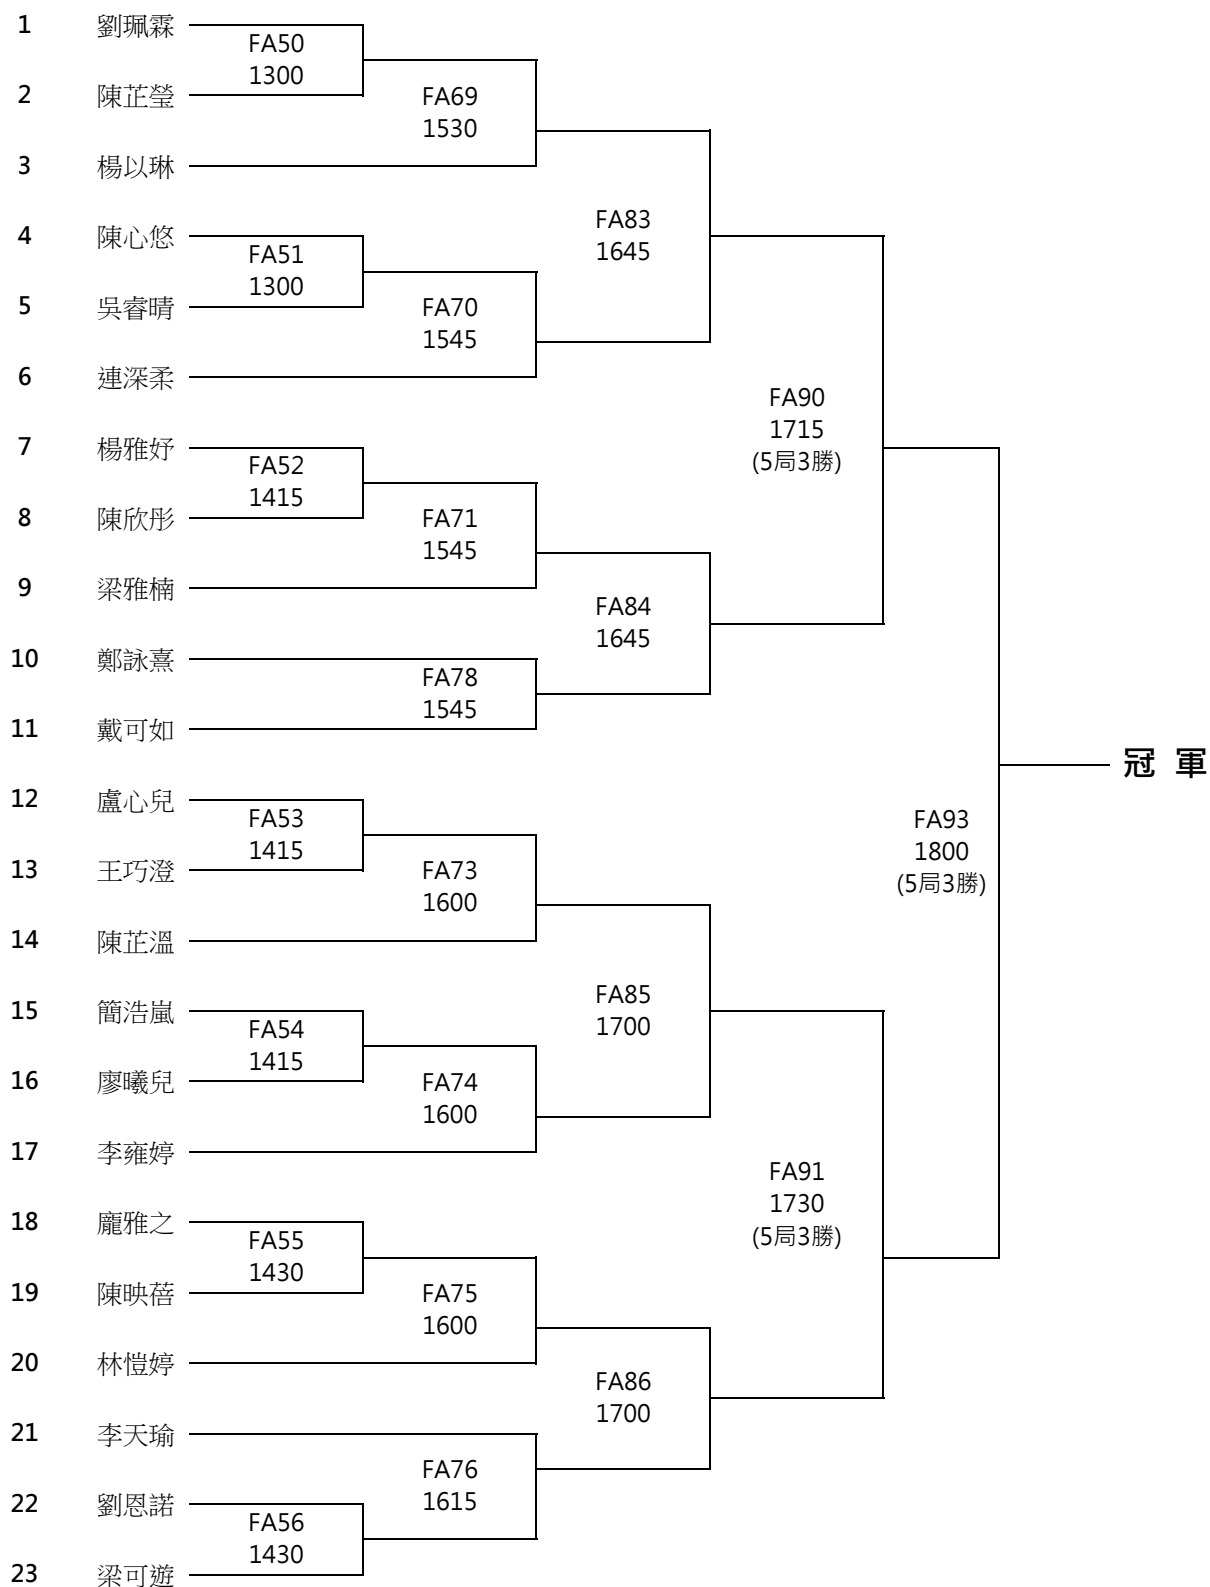 1 劉珮霖
FA50
1300
2 陳芷瑩
FA69
1530
3 楊以琳
FA83
1645
4 陳心悠
FA51
1300
5 吳睿晴
FA70
1545
6 連深柔
FA90
1715
(5局3勝)
7 楊雅妤
FA52
1415
8 陳欣彤
FA71
1545
9 梁雅楠
FA84
1645
10 鄭詠熹
FA78
1545
11 戴可如
冠 軍
12 盧心兒
FA53
1415
FA93
1800
(5局3勝)
13 王巧澄
FA73
1600
14 陳芷溫
FA85
1700
15 簡浩嵐
FA54
1415
16 廖曦兒
FA74
1600
17 李雍婷
FA91
1730
(5局3勝)
18 龐雅之
FA55
1430
19 陳映蓓
FA75
1600
20 林愷婷
FA86
1700
21 李天瑜
FA76
1615
22 劉恩諾
FA56
1430
23 梁可遊